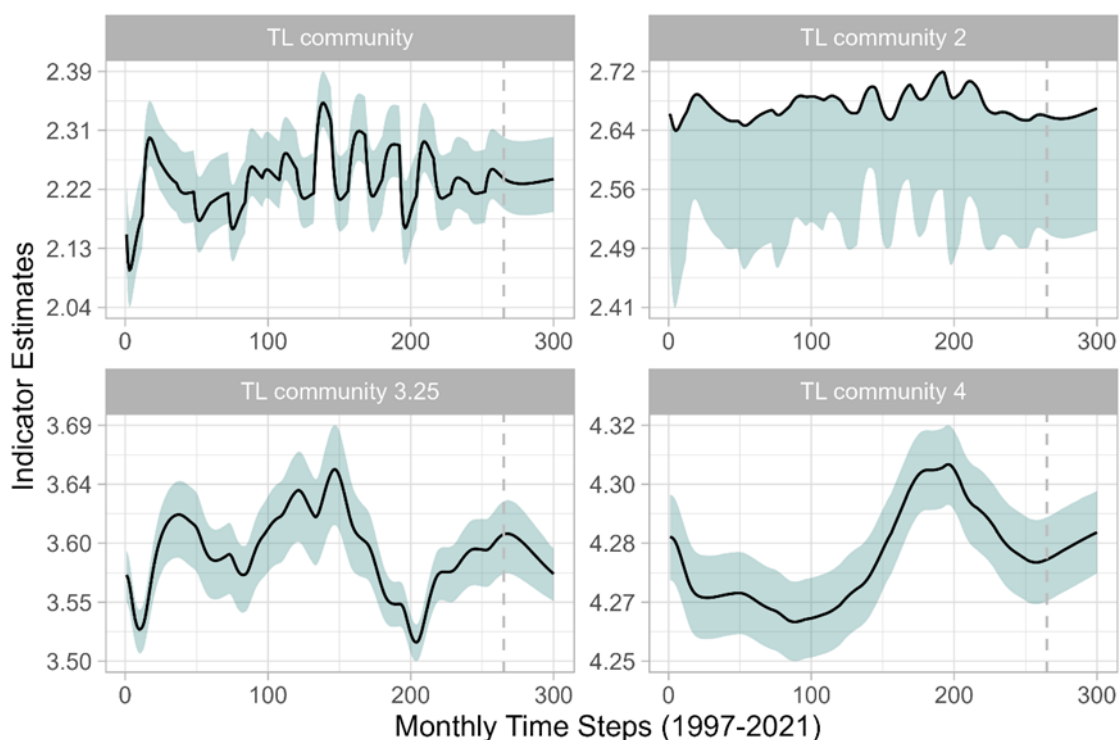 TL community
TL community 2
2.39
2.31
2.22
2.13
2.04
2.72
2.64
2.56
2.49
2.41
0 100 200 300
0 100 200 300
TL community 3.25
TL community 4
3.69
3.64
3.60
3.55
3.50
4.32
4.30
4.28
4.27
4.25
0 100 200 300
0 100 200 300
Indicator Estimates
Monthly Time Steps (1997-2021)